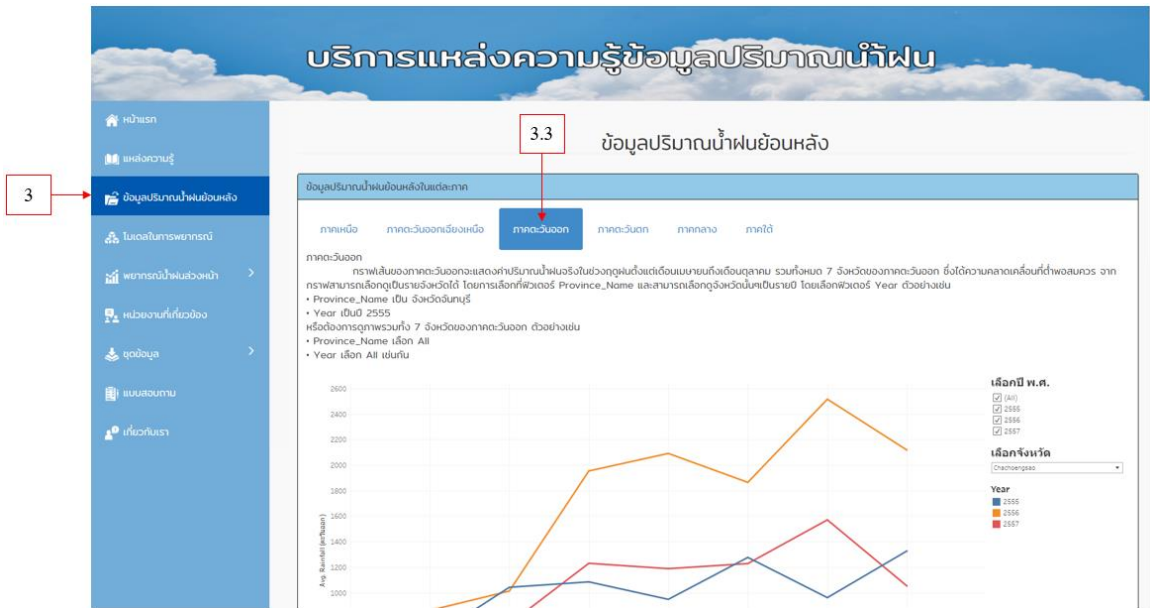 บริการแหล่งความรู้ข้อมูลปริมาณน้ำฝน
หน้าแรก
แหล่งความรู้
3
ข้อมูลปริมาณน้ำฝนย้อนหลัง
โมเดลในการพยากรณ์
พยากรณ์น้ำฝนล่วงหน้า
หน่วยงานที่เกี่ยวข้อง
ชุดข้อมูล
แบบสอบถาม
เกี่ยวกับเรา
3.3
ข้อมูลปริมาณน้ำฝนย้อนหลัง
ข้อมูลปริมาณน้ำฝนย้อนหลังในแต่ละภาค
ภาคเหนือ ภาคตะวันออกเฉียงเหนือ ภาคตะวันออก ภาคตะวันตก ภาคกลาง ภาคใต้
ภาคตะวันออก
กราฟเส้นของภาคตะวันออกจะแสดงค่าปริมาณน้ำฝนจริงในช่วงฤดูฝนตั้งแต่เดือนเมษายนถึงเดือนตุลาคม รวมทั้งหมด 7 จังหวัดของภาคตะวันออก ซึ่งได้ความคลาดเคลื่อนที่ต่ำพอสมควร จาก
กราฟสามารถเลือกดูเป็นรายจังหวัดได้ โดยการเลือกที่ฟิวเตอร์ Province_Name และสามารถเลือกดูจังหวัดนั้นๆเป็นรายปี โดยเลือกฟิวเตอร์ Year ตัวอย่างเช่น
• Province_Name เป็น จังหวัดจันทบุรี
• Year เป็นปี 2555
หรือต้องการดูภาพรวมทั้ง 7 จังหวัดของภาคตะวันออก ตัวอย่างเช่น
• Province_Name เลือก All
• Year เลือก All เช่นกัน
2600
2400
2200
2000
1800
1600
1400
1200
1000
Avg. Rainfall (ตะวันออก)
เลือกปี พ.ศ.
(All)
2555
2556
2557
เลือกจังหวัด
Chachoengsao
Year
2555
2556
2557